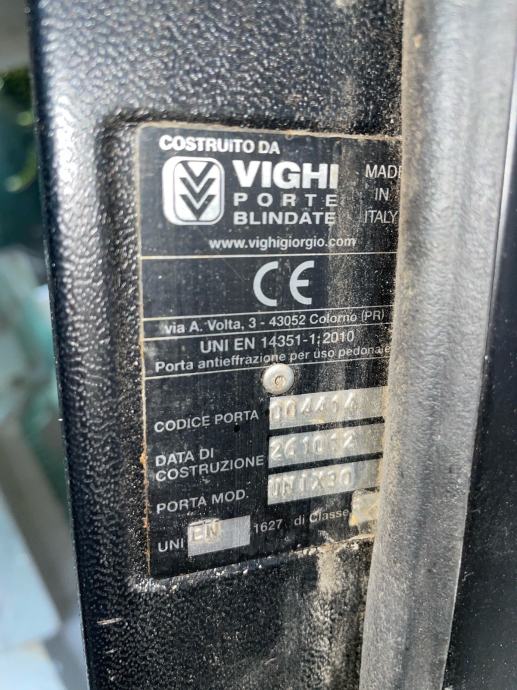 COSTRUITO DA
VIGHI
PORTE
BLINDATE
MADE
IN
ITALY
www.vighigiorgio.com
CE
via A. Volta, 3 - 43052 Colorno (PR)
UNI EN 14351-1:2010
Porta antieffrazione per uso pedonale
CODICE PORTA 004414
DATA DI
COSTRUZIONE 261012
PORTA MOD.
UNI EN 1627 di Classe